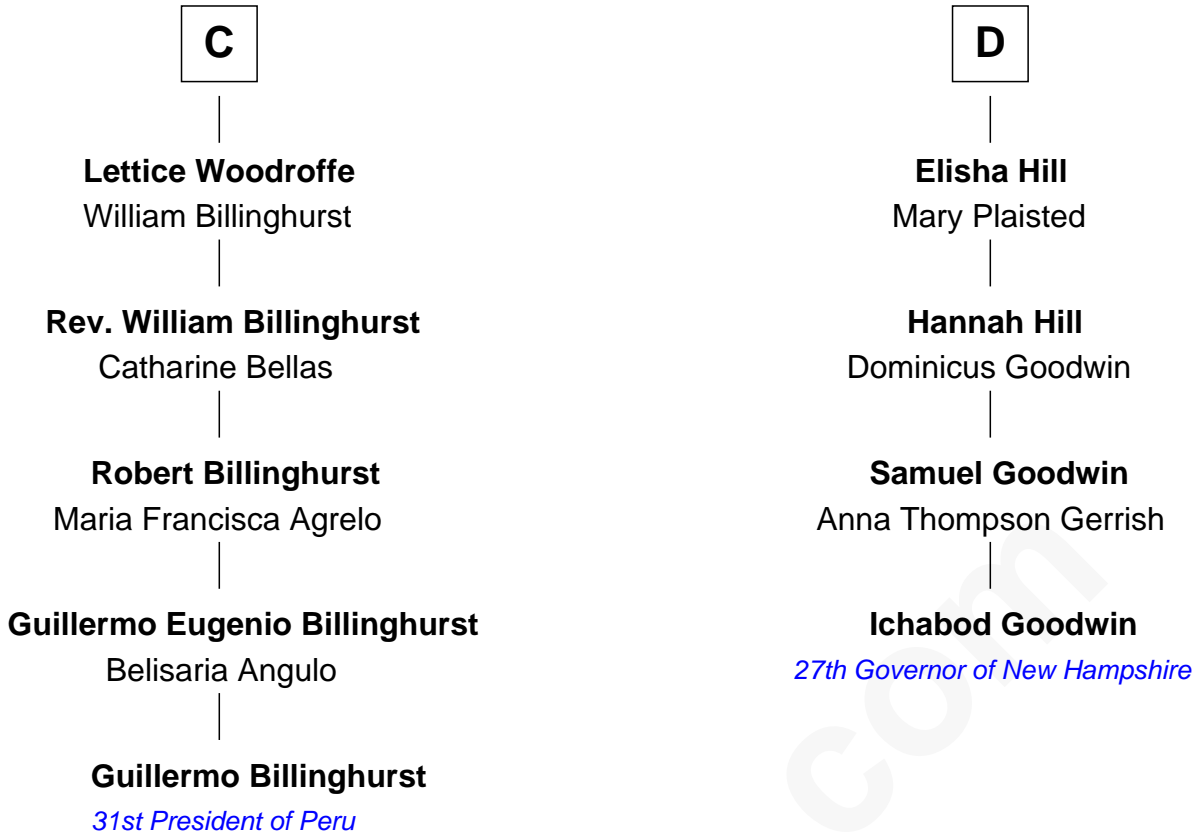 C
Lettice Woodroffe
William Billinghurst
Rev. William Billinghurst
Catharine Bellas
Robert Billinghurst
Maria Francisca Agrelo
Guillermo Eugenio Billinghurst
Belisaria Angulo
Guillermo Billinghurst
31st President of Peru
D
Elisha Hill
Mary Plaisted
Hannah Hill
Dominicus Goodwin
Samuel Goodwin
Anna Thompson Gerrish
Ichabod Goodwin
27th Governor of New Hampshire
com